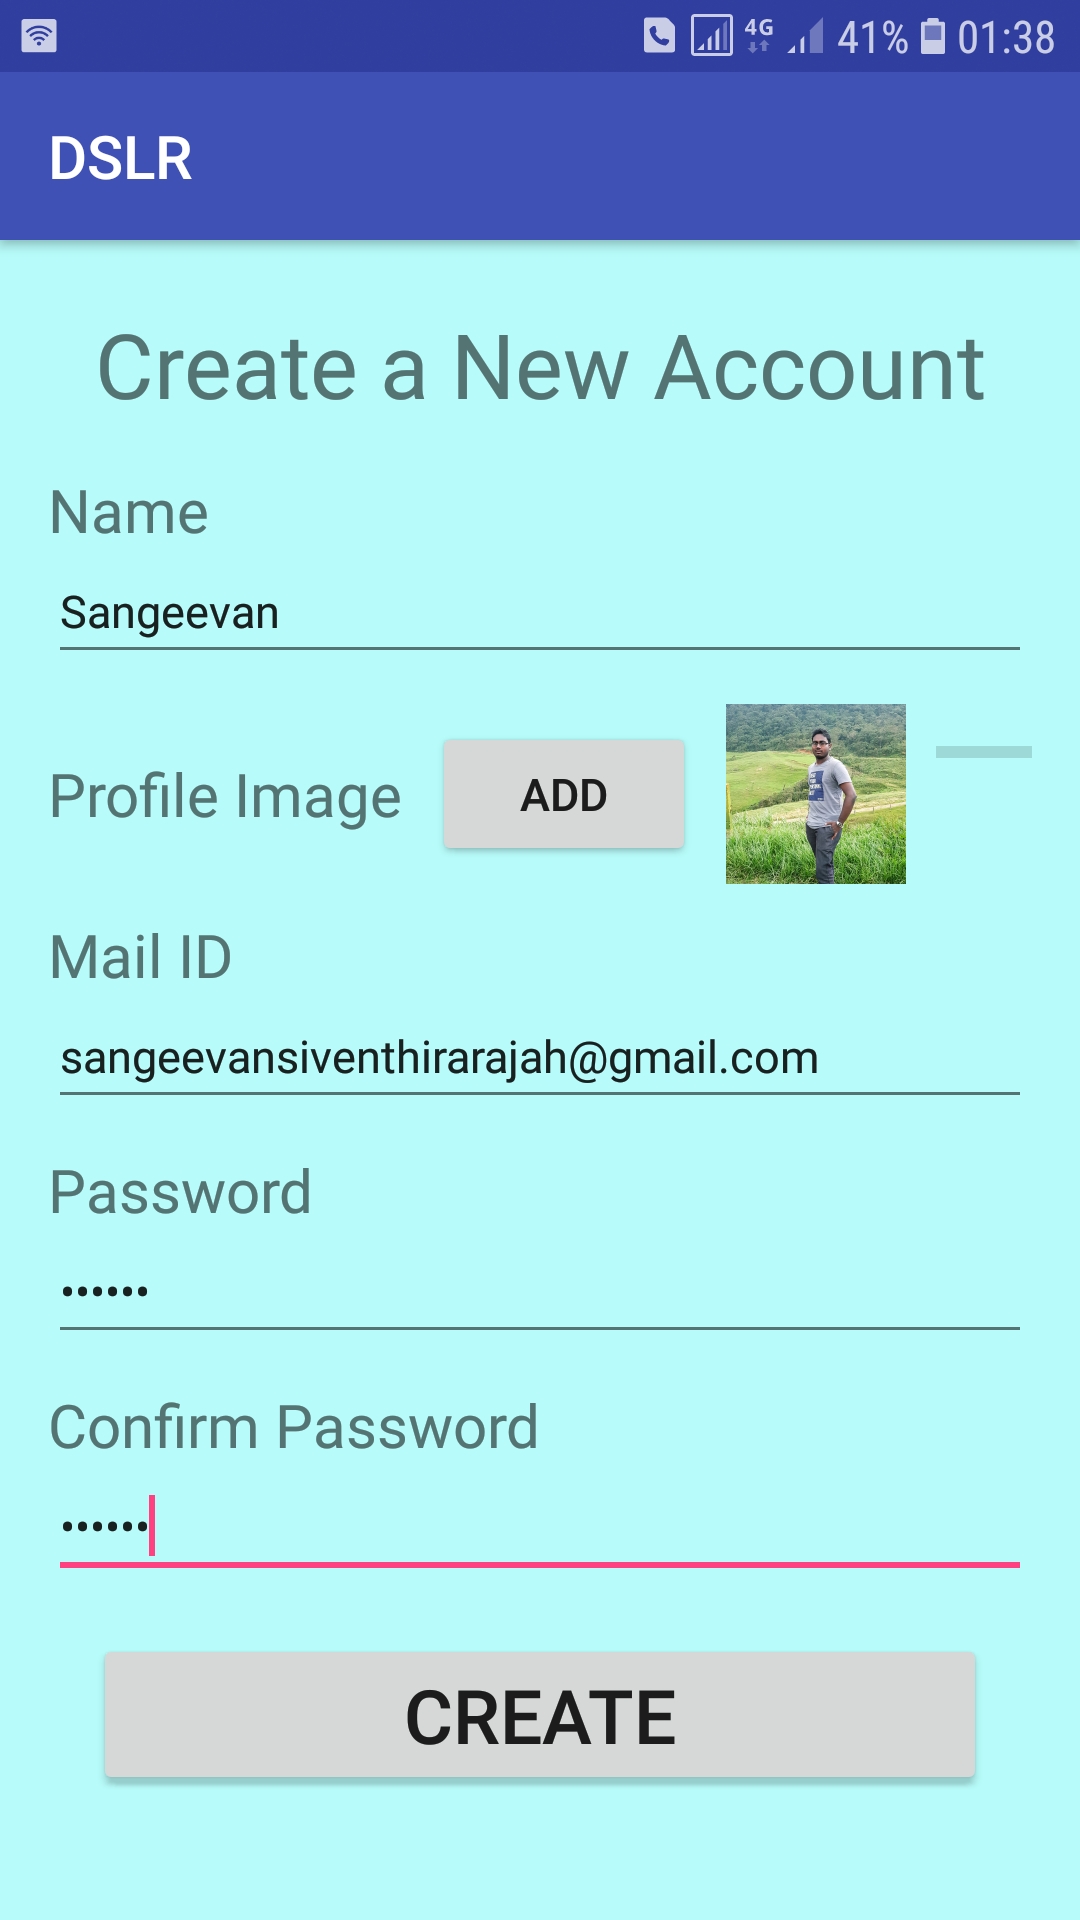 4G 41% 01:38
DSLR
Create a New Account
Name
Sangeevan
Profile Image ADD
Mail ID
sangeevansiventhirarajah@gmail.com
Password
••••••
Confirm Password
••••••
CREATE